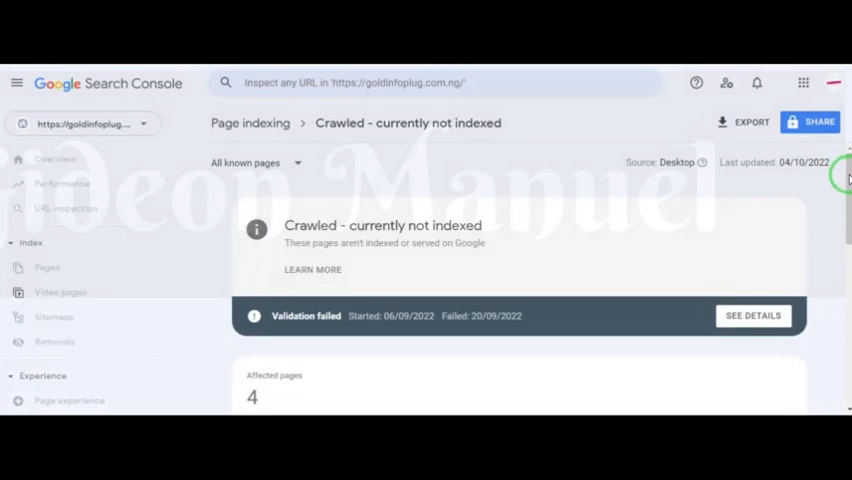 Google Search Console
Inspect any URL in 'https://goldinfoplug.com.ng/'
https://goldinfoplug....
Page indexing > Crawled - currently not indexed
EXPORT
SHARE
All known pages
Source: Desktop
Last updated: 04/10/2022
Gideon Manuel
Overview
Performance
URL inspection
Index
Pages
Video pages
Sitemaps
Removals
Experience
Page experience
Crawled - currently not indexed
These pages aren't indexed or served on Google
LEARN MORE
Validation failed Started: 06/09/2022 Failed: 20/09/2022
SEE DETAILS
Affected pages
4